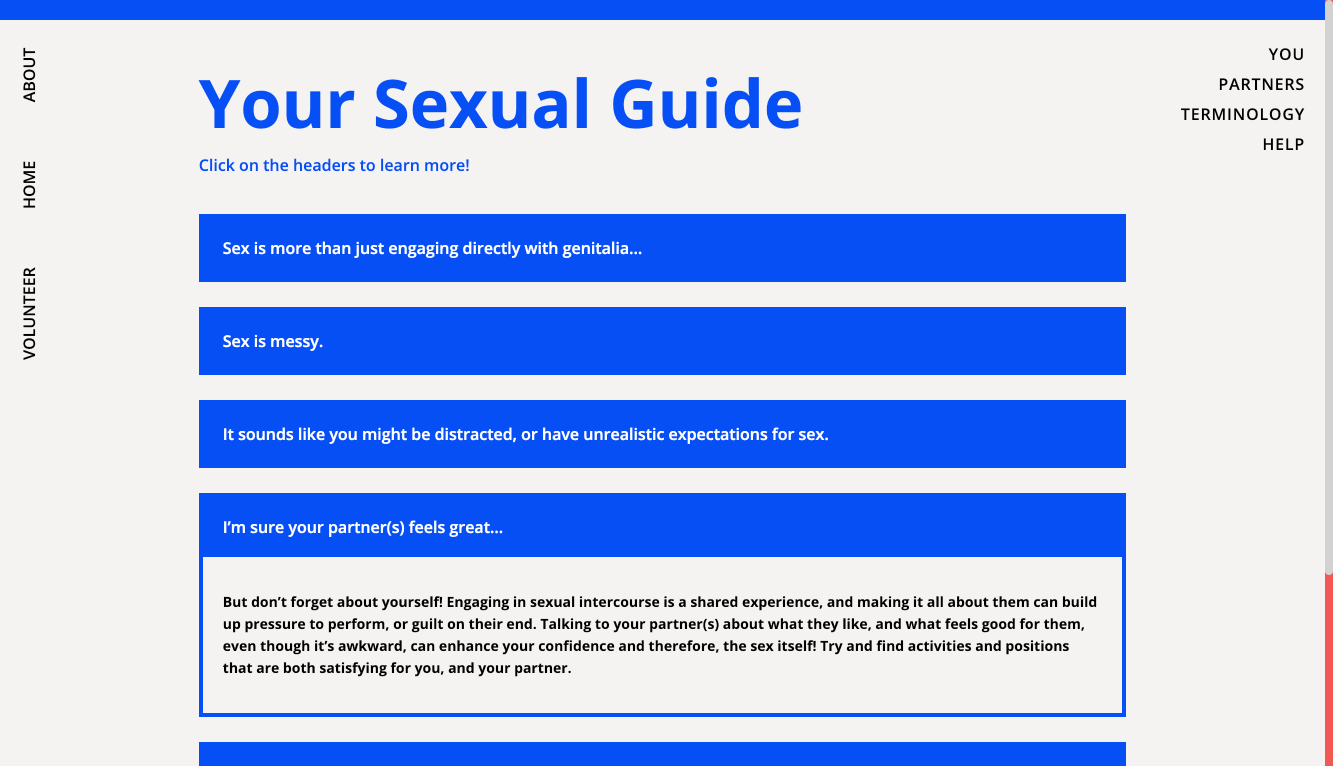 ABOUT
HOME
VOLUNTEER
YOU
PARTNERS
TERMINOLOGY
HELP
Your Sexual Guide
Click on the headers to learn more!
Sex is more than just engaging directly with genitalia...
Sex is messy.
It sounds like you might be distracted, or have unrealistic expectations for sex.
I’m sure your partner(s) feels great...
But don’t forget about yourself! Engaging in sexual intercourse is a shared experience, and making it all about them can build
up pressure to perform, or guilt on their end. Talking to your partner(s) about what they like, and what feels good for them,
even though it’s awkward, can enhance your confidence and therefore, the sex itself! Try and find activities and positions
that are both satisfying for you, and your partner.